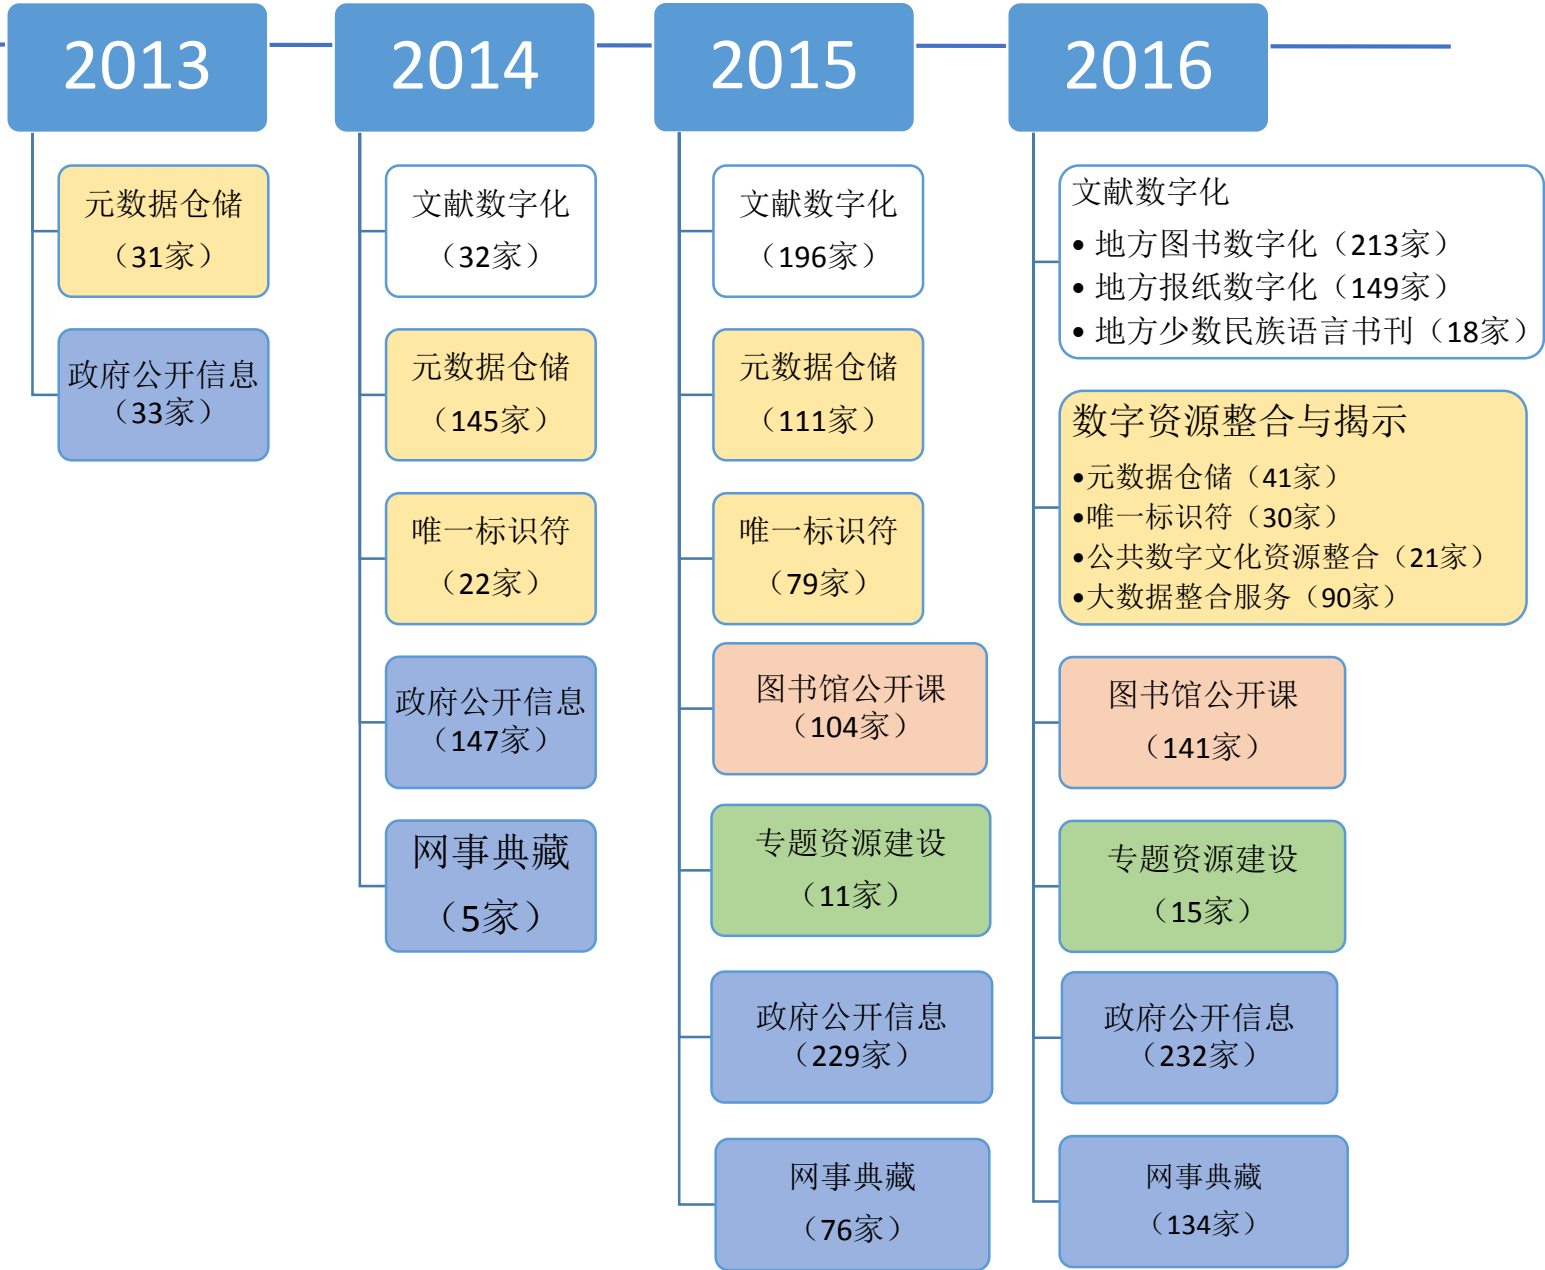 2013
元数据仓储
（31家）
政府公开信息
（33家）
2014
文献数字化
（32家）
元数据仓储
（145家）
唯一标识符
（22家）
政府公开信息
（147家）
网事典藏
（5家）
2015
文献数字化
（196家）
元数据仓储
（111家）
唯一标识符
（79家）
图书馆公开课
（104家）
专题资源建设
（11家）
政府公开信息
（229家）
网事典藏
（76家）
2016
文献数字化
• 地方图书数字化（213家）
• 地方报纸数字化（149家）
• 地方少数民族语言书刊（18家）
数字资源整合与揭示
•元数据仓储（41家）
•唯一标识符（30家）
•公共数字文化资源整合（21家）
•大数据整合服务（90家）
图书馆公开课
（141家）
专题资源建设
（15家）
政府公开信息
（232家）
网事典藏
（134家）